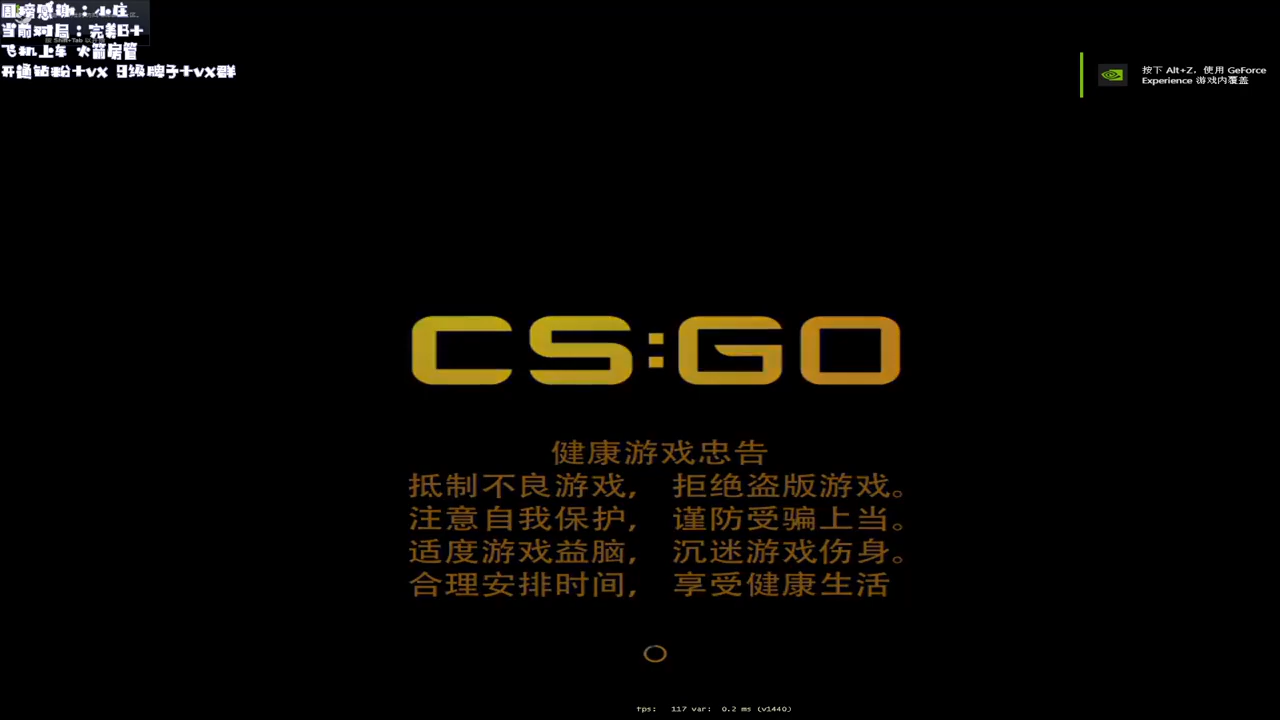 周榜感谢：小庄
当前对局：完美B+
飞机上车 火箭房管
开通钻粉+VX 9级牌子+VX群
按下 Alt+Z，使用 GeForce
Experience 游戏内覆盖
CS:GO
健康游戏忠告
抵制不良游戏， 拒绝盗版游戏。
注意自我保护， 谨防受骗上当。
适度游戏益脑， 沉迷游戏伤身。
合理安排时间， 享受健康生活
fps: 117 var: 0.2 ms (v1440)